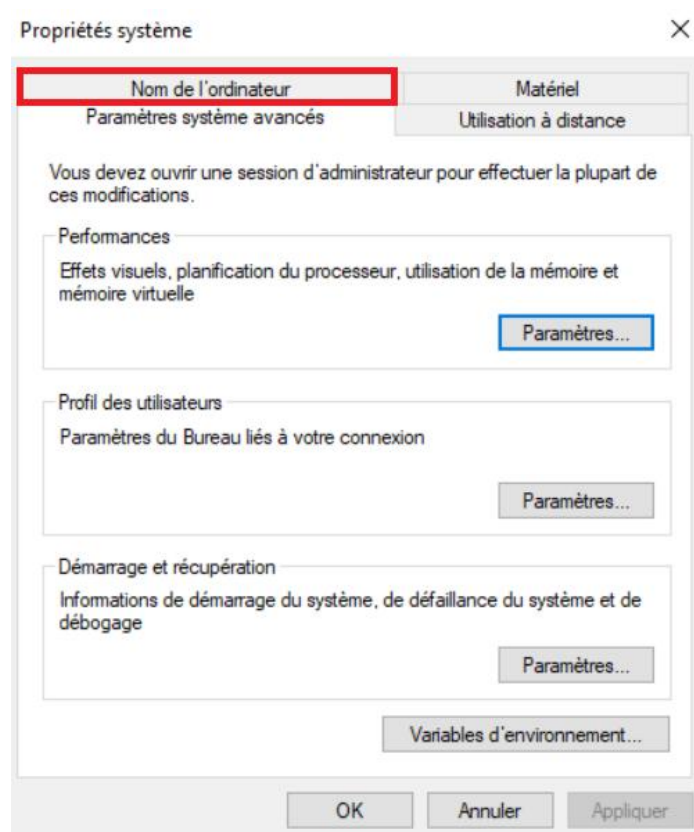 Propriétés système
Nom de l'ordinateur
Matériel
Paramètres système avancés
Utilisation à distance
Vous devez ouvrir une session d'administrateur pour effectuer la plupart de
ces modifications.
Performances
Effets visuels, planification du processeur, utilisation de la mémoire et
mémoire virtuelle
Paramètres...
Profil des utilisateurs
Paramètres du Bureau liés à votre connexion
Paramètres...
Démarrage et récupération
Informations de démarrage du système, de défaillance du système et de
débogage
Paramètres...
Variables d'environnement...
OK
Annuler
Appliquer